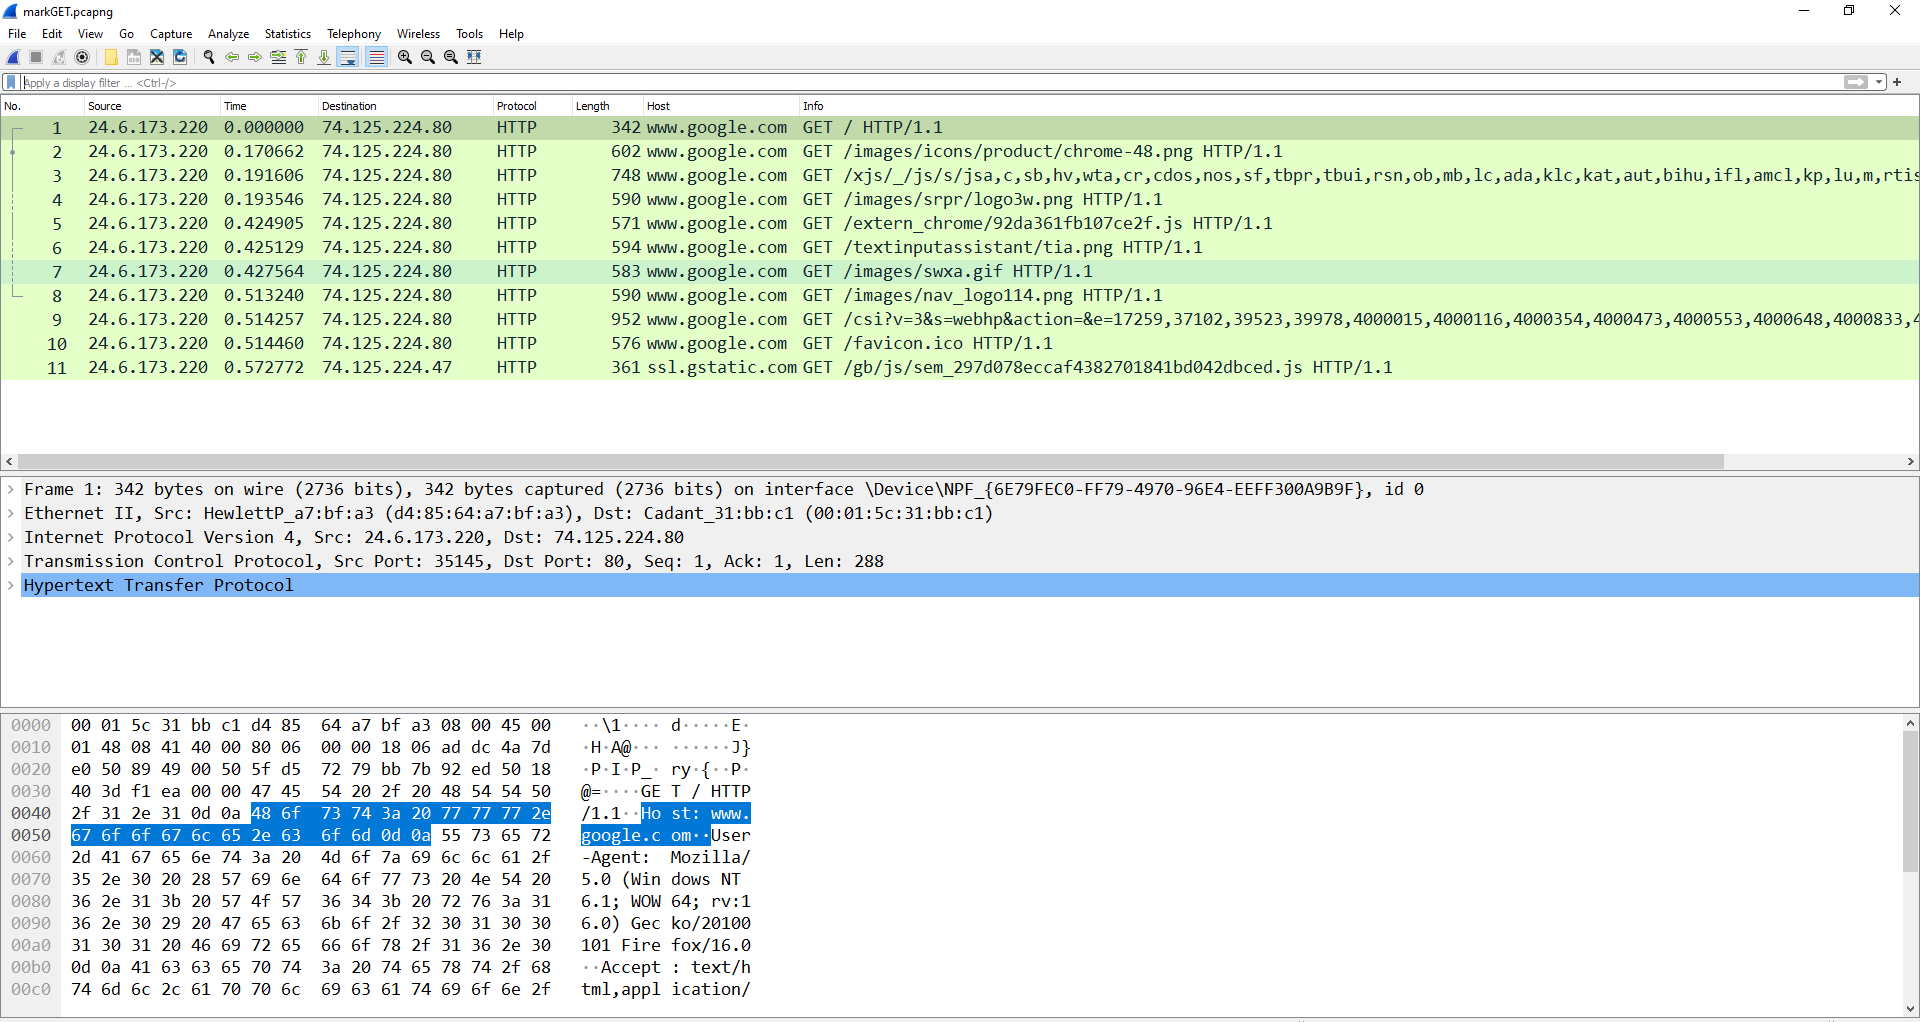 markGET.pcapng
File Edit View Go Capture Analyze Statistics Telephony Wireless Tools Help
Apply a display filter ... <Ctrl-/>
No. Source Time Destination Protocol Length Host Info
1 24.6.173.220 0.000000 74.125.224.80 HTTP 342 www.google.com GET / HTTP/1.1
2 24.6.173.220 0.170662 74.125.224.80 HTTP 602 www.google.com GET /images/icons/product/chrome-48.png HTTP/1.1
3 24.6.173.220 0.191606 74.125.224.80 HTTP 748 www.google.com GET /xjs/_/js/s/jsa,c,sb,hv,wta,cr,cdos,nos,sf,tbpr,tbui,rsn,ob,mb,lc,ada,klc,kat,aut,bihu,ifl,amcl,kp,lu,m,rtis
4 24.6.173.220 0.193546 74.125.224.80 HTTP 590 www.google.com GET /images/srpr/logo3w.png HTTP/1.1
5 24.6.173.220 0.424905 74.125.224.80 HTTP 571 www.google.com GET /extern_chrome/92da361fb107ce2f.js HTTP/1.1
6 24.6.173.220 0.425129 74.125.224.80 HTTP 594 www.google.com GET /textinputassistant/tia.png HTTP/1.1
7 24.6.173.220 0.427564 74.125.224.80 HTTP 583 www.google.com GET /images/swxa.gif HTTP/1.1
8 24.6.173.220 0.513240 74.125.224.80 HTTP 590 www.google.com GET /images/nav_logo114.png HTTP/1.1
9 24.6.173.220 0.514257 74.125.224.80 HTTP 952 www.google.com GET /csi?v=3&s=webhp&action=&e=17259,37102,39523,39978,4000015,4000116,4000354,4000473,4000553,4000648,4000833,4
10 24.6.173.220 0.514460 74.125.224.80 HTTP 576 www.google.com GET /favicon.ico HTTP/1.1
11 24.6.173.220 0.572772 74.125.224.47 HTTP 361 ssl.gstatic.com GET /gb/js/sem_297d078eccaf4382701841bd042dbced.js HTTP/1.1
Frame 1: 342 bytes on wire (2736 bits), 342 bytes captured (2736 bits) on interface \Device\NPF_{6E79FEC0-FF79-4970-96E4-EEFF300A9B9F}, id 0
Ethernet II, Src: HewlettP_a7:bf:a3 (d4:85:64:a7:bf:a3), Dst: Cadant_31:bb:c1 (00:01:5c:31:bb:c1)
Internet Protocol Version 4, Src: 24.6.173.220, Dst: 74.125.224.80
Transmission Control Protocol, Src Port: 35145, Dst Port: 80, Seq: 1, Ack: 1, Len: 288
Hypertext Transfer Protocol
0000 00 01 5c 31 bb c1 d4 85 64 a7 bf a3 08 00 45 00 ··\1···· d·····E·
0010 01 48 08 41 40 00 80 06 00 00 18 06 ad dc 4a 7d ·H·A@··· ······J}
0020 e0 50 89 49 00 50 5f d5 72 79 bb 7b 92 ed 50 18 ·P·I·P_· ry·{··P·
0030 40 3d f1 ea 00 00 47 45 54 20 2f 20 48 54 54 50 @=····GE T / HTTP
0040 2f 31 2e 31 0d 0a 48 6f 73 74 3a 20 77 77 77 2e /1.1··Ho st: www.
0050 67 6f 6f 67 6c 65 2e 63 6f 6d 0d 0a 55 73 65 72 google.c om··User
0060 2d 41 67 65 6e 74 3a 20 4d 6f 7a 69 6c 6c 61 2f -Agent: Mozilla/
0070 35 2e 30 20 28 57 69 6e 64 6f 77 73 20 4e 54 20 5.0 (Win dows NT
0080 36 2e 31 3b 20 57 4f 57 36 34 3b 20 72 76 3a 31 6.1; WOW 64; rv:1
0090 36 2e 30 29 20 47 65 63 6b 6f 2f 32 30 31 30 30 6.0) Gec ko/20100
00a0 31 30 31 20 46 69 72 65 66 6f 78 2f 31 36 2e 30 101 Fire fox/16.0
00b0 0d 0a 41 63 63 65 70 74 3a 20 74 65 78 74 2f 68 ··Accept : text/h
00c0 74 6d 6c 2c 61 70 70 6c 69 63 61 74 69 6f 6e 2f tml,appl ication/